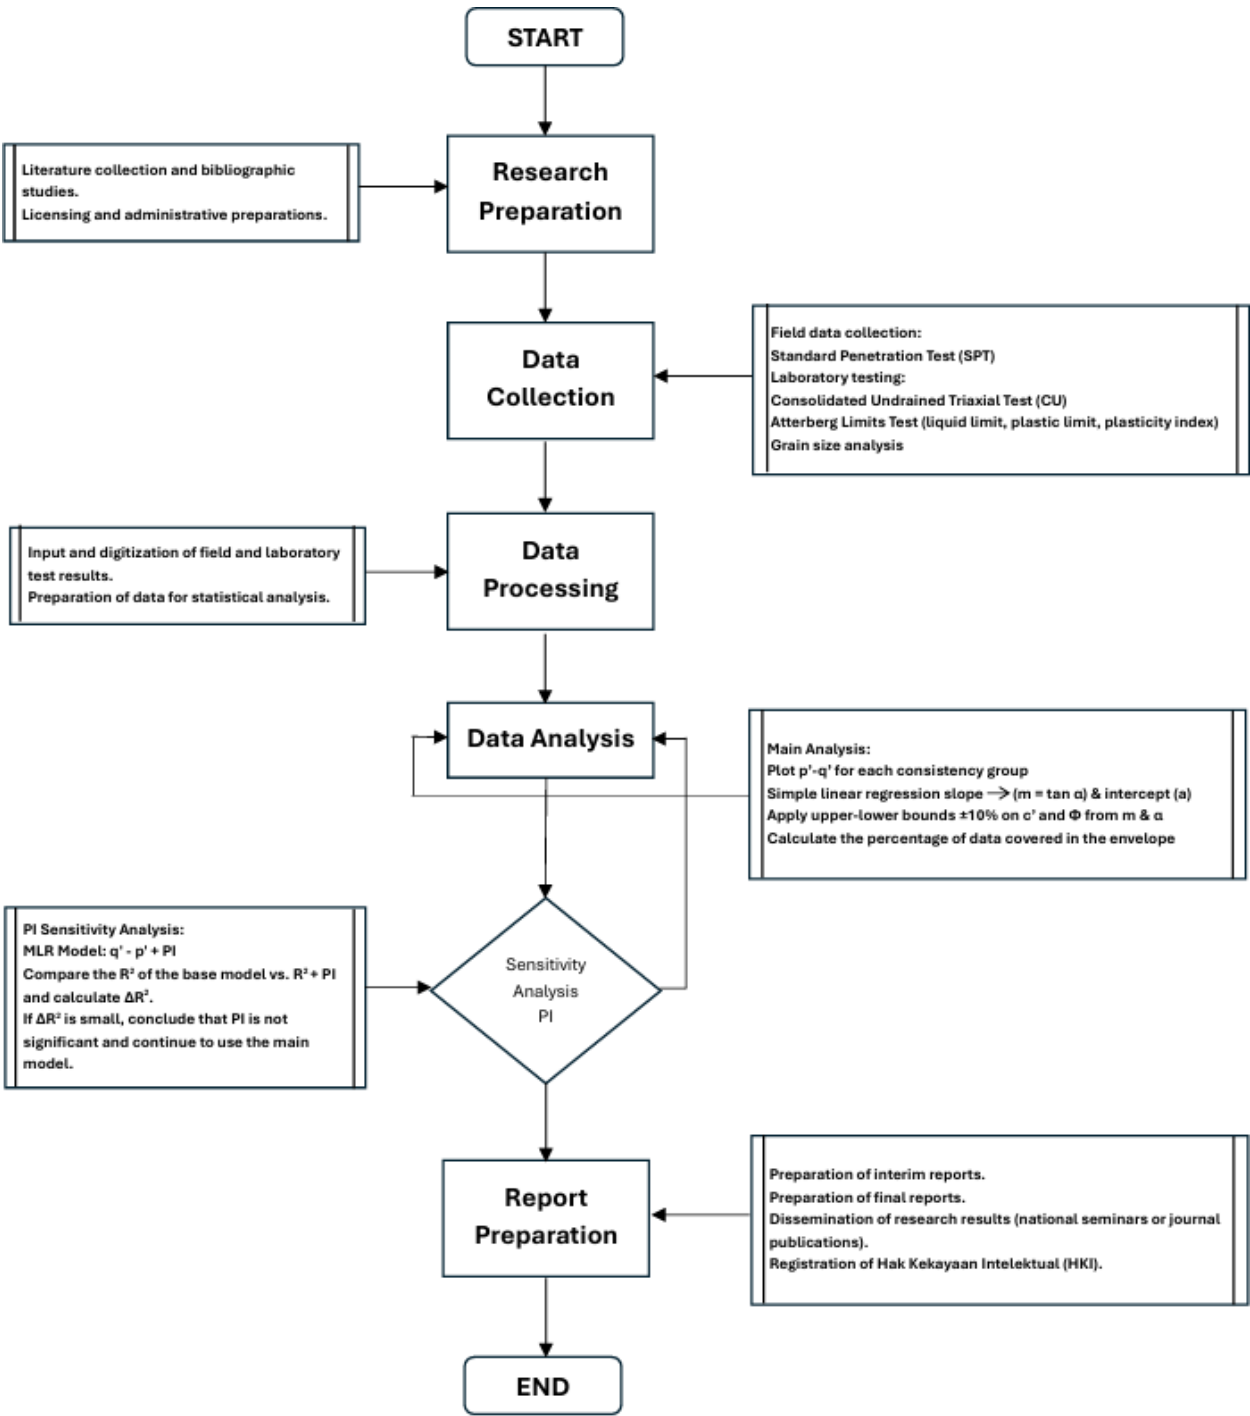 START
Research
Preparation
Literature collection and bibliographic
studies.
Licensing and administrative preparations.
Data
Collection
Field data collection:
Standard Penetration Test (SPT)
Laboratory testing:
Consolidated Undrained Triaxial Test (CU)
Atterberg Limits Test (liquid limit, plastic limit, plasticity index)
Grain size analysis
Data
Processing
Input and digitization of field and laboratory
test results.
Preparation of data for statistical analysis.
Data Analysis
Main Analysis:
Plot p'-q' for each consistency group
Simple linear regression slope → (m = tan α) & intercept (a)
Apply upper-lower bounds ±10% on c' and Φ from m & α
Calculate the percentage of data covered in the envelope
PI Sensitivity Analysis:
MLR Model: q' - p' + PI
Compare the R² of the base model vs. R² + PI
and calculate ΔR².
If ΔR² is small, conclude that PI is not
significant and continue to use the main
model.
Sensitivity
Analysis
PI
Report
Preparation
Preparation of interim reports.
Preparation of final reports.
Dissemination of research results (national seminars or journal
publications).
Registration of Hak Kekayaan Intelektual (HKI).
END